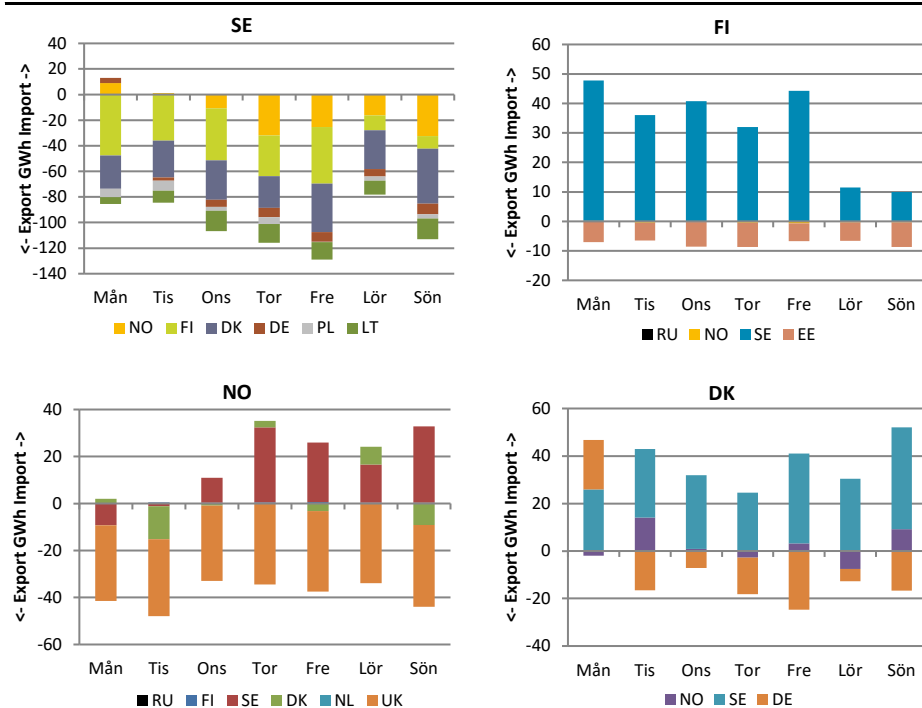 SE
<- Export GWh Import ->
40
20
0
-20
-40
-60
-80
-100
-120
-140
Mån Tis Ons Tor Fre Lör Sön
NO FI DK DE PL LT
FI
<- Export GWh Import ->
60
50
40
30
20
10
0
-10
-20
Mån Tis Ons Tor Fre Lör Sön
RU NO SE EE
NO
<- Export GWh Import ->
40
20
0
-20
-40
-60
Mån Tis Ons Tor Fre Lör Sön
RU FI SE DK NL UK
DK
<- Export GWh Import ->
60
40
20
0
-20
-40
Mån Tis Ons Tor Fre Lör Sön
NO SE DE